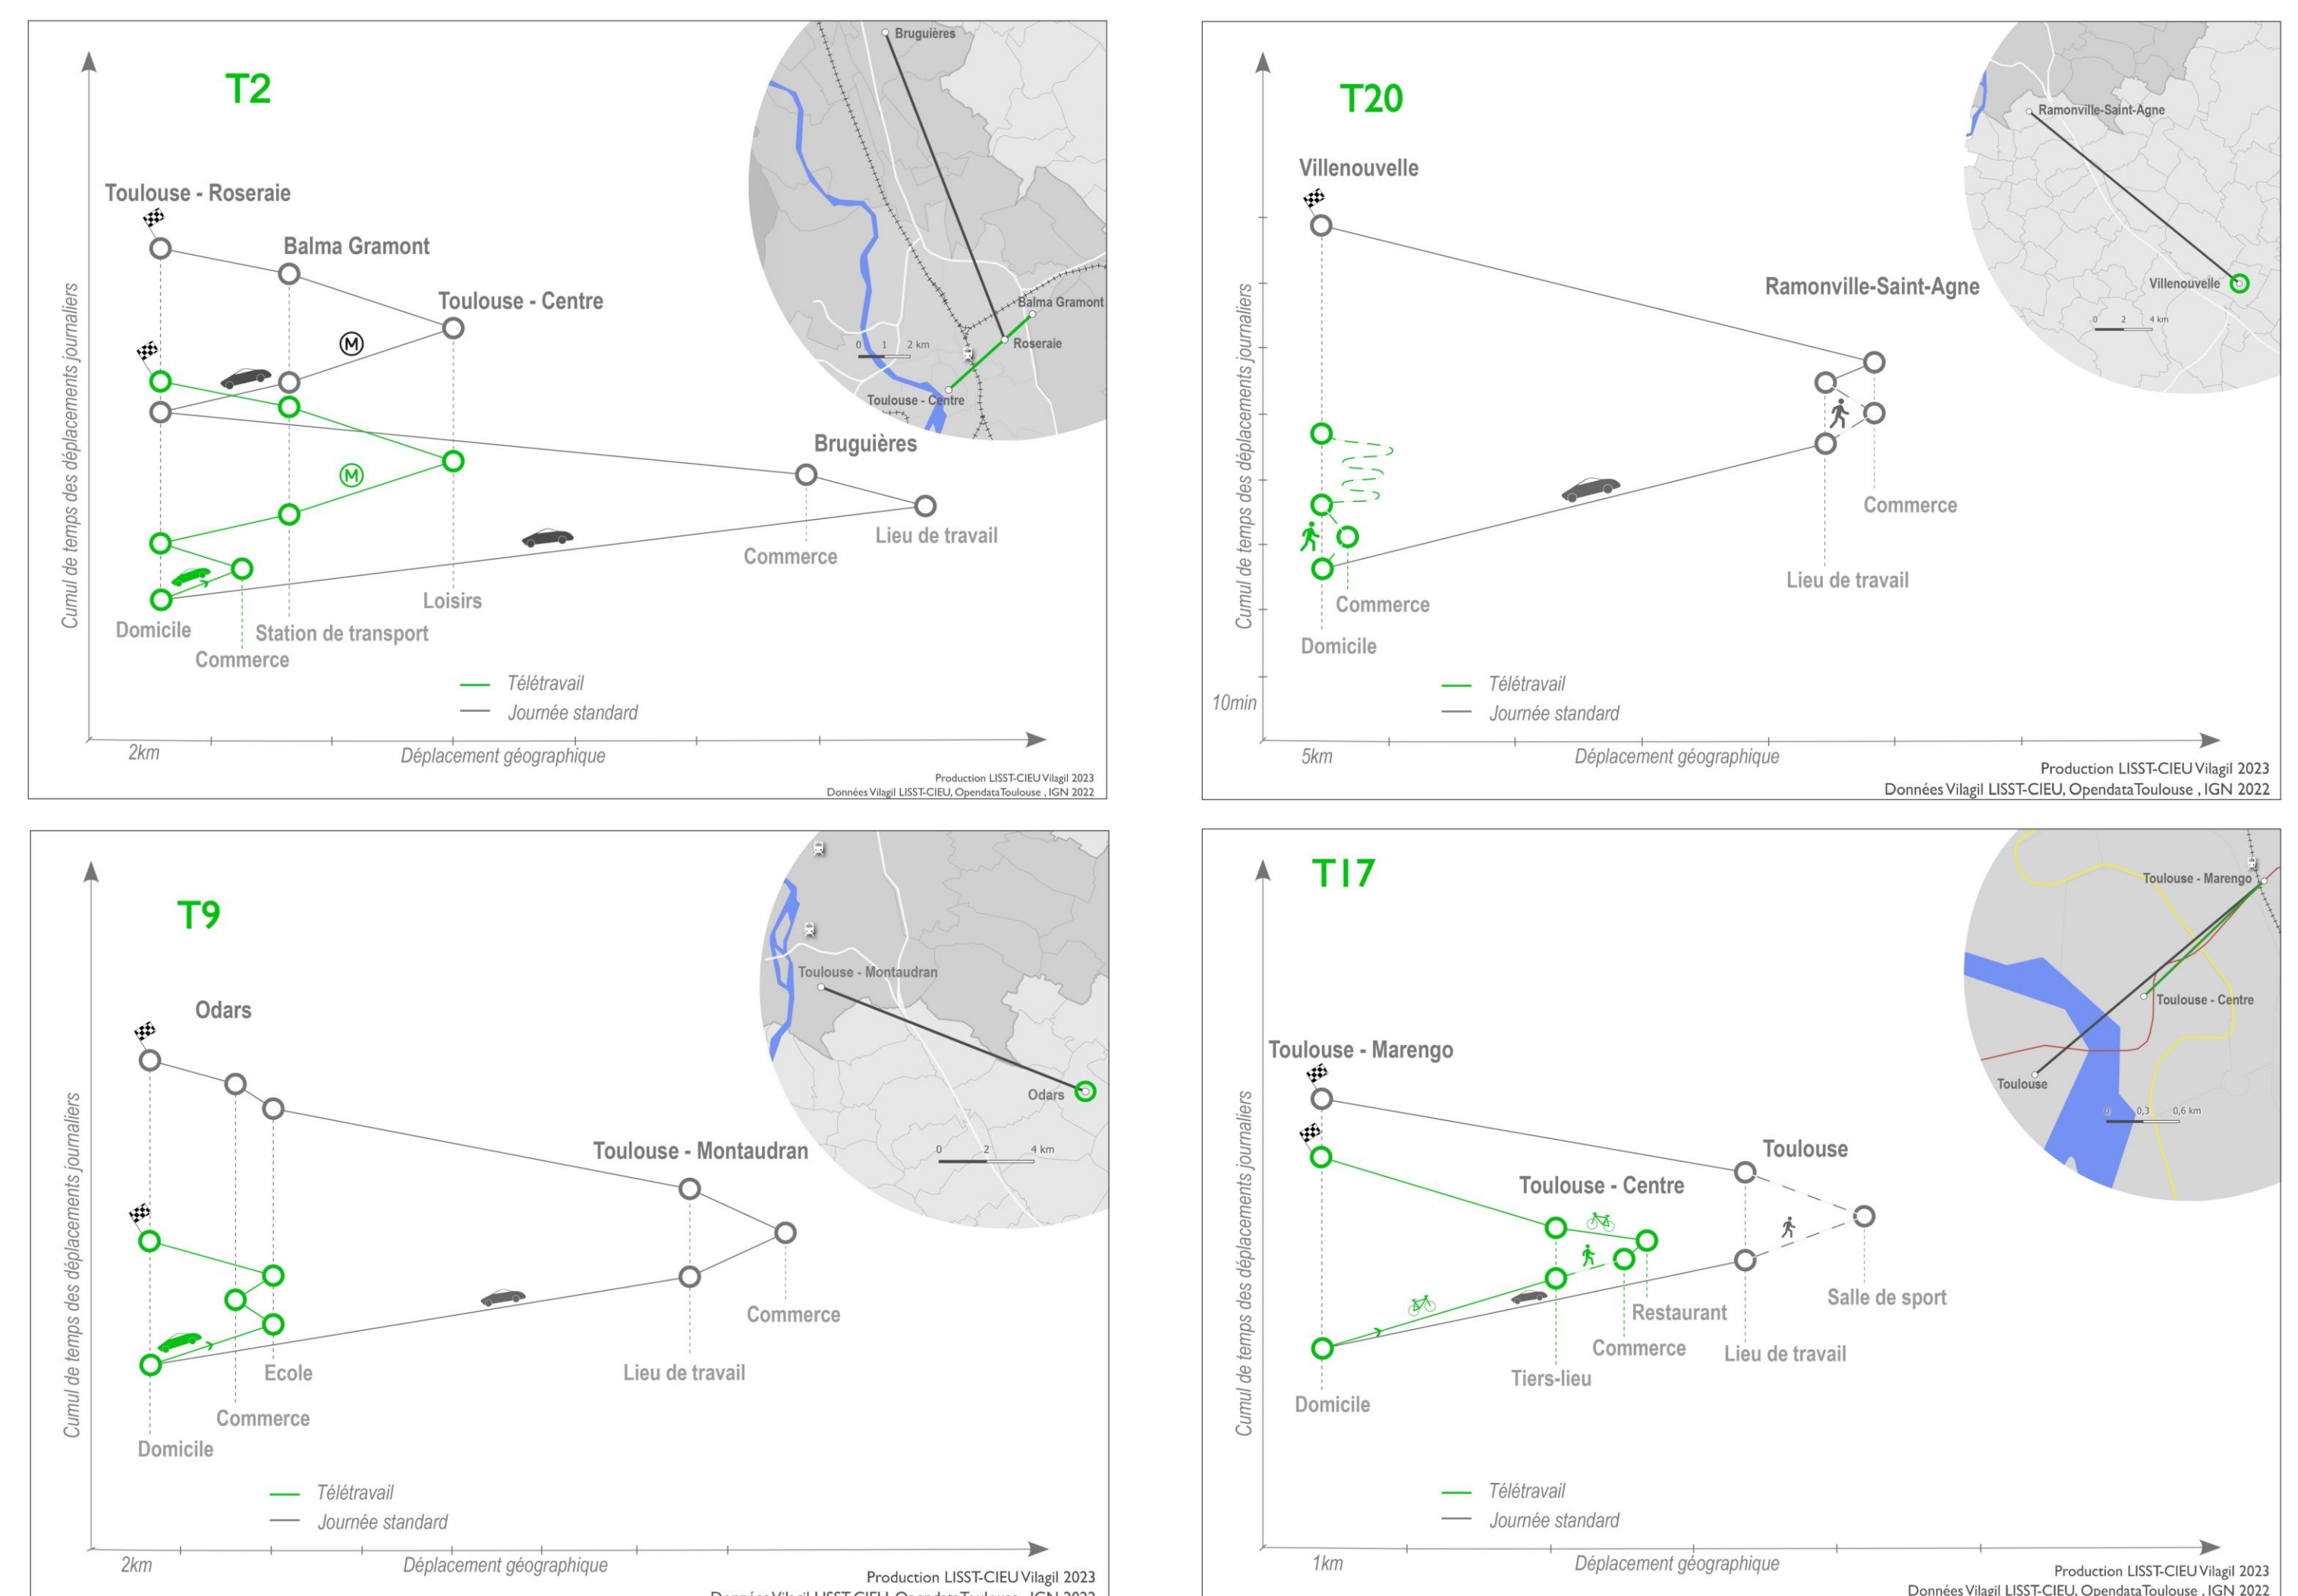 T2
Bruguières
Toulouse - Roseraie
Balma Gramont
Toulouse - Centre
M
M
Balma Gramont
0 1 2 km
Roseraie
Toulouse - Centre
Bruguières
Lieu de travail
Commerce
Loisirs
Domicile
Station de transport
Commerce
Cumul de temps des déplacements journaliers
Télétravail
Journée standard
2km
Déplacement géographique
Production LISST-CIEU Vilagil 2023
Données Vilagil LISST-CIEU, OpendataToulouse , IGN 2022
T20
Ramonville-Saint-Agne
Villenouvelle
Villenouvelle
0 2 4 km
Ramonville-Saint-Agne
Commerce
Lieu de travail
Commerce
Domicile
Cumul de temps des déplacements journaliers
Télétravail
Journée standard
10min
5km
Déplacement géographique
Production LISST-CIEU Vilagil 2023
Données Vilagil LISST-CIEU, OpendataToulouse , IGN 2022
T9
Toulouse - Montaudran
Odars
Odars
0 2 4 km
Toulouse - Montaudran
Commerce
Lieu de travail
Ecole
Commerce
Domicile
Cumul de temps des déplacements journaliers
Télétravail
Journée standard
2km
Déplacement géographique
Production LISST-CIEU Vilagil 2023
T17
Toulouse - Marengo
Toulouse - Centre
Toulouse
0 0,3 0,6 km
Toulouse - Marengo
Toulouse
Toulouse - Centre
Salle de sport
Restaurant
Commerce
Lieu de travail
Tiers-lieu
Domicile
Cumul de temps des déplacements journaliers
Télétravail
Journée standard
1km
Déplacement géographique
Production LISST-CIEU Vilagil 2023
Données Vilagil LISST-CIEU, OpendataToulouse , IGN 2022